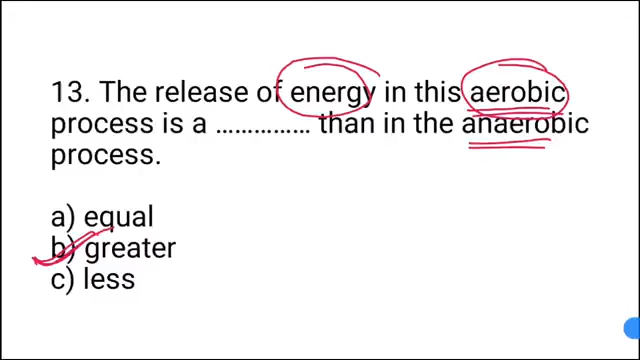 13. The release of energy in this aerobic
process is a ............... than in the anaerobic
process.
a) equal
b) greater
c) less